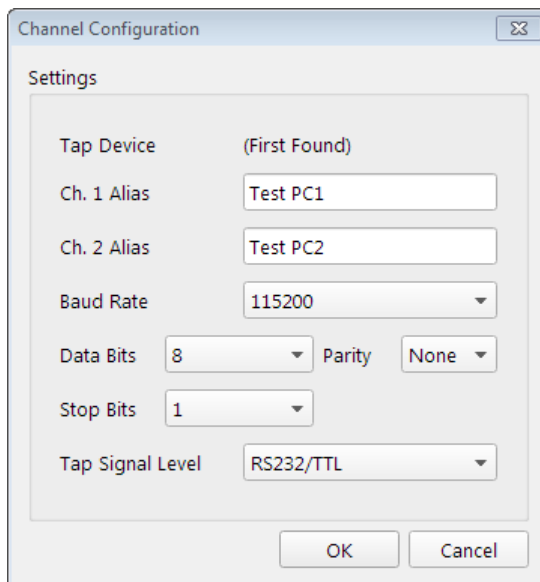 Channel Configuration
Settings
Tap Device (First Found)
Ch. 1 Alias Test PC1
Ch. 2 Alias Test PC2
Baud Rate 115200
Data Bits 8 Parity None
Stop Bits 1
Tap Signal Level RS232/TTL
OK Cancel